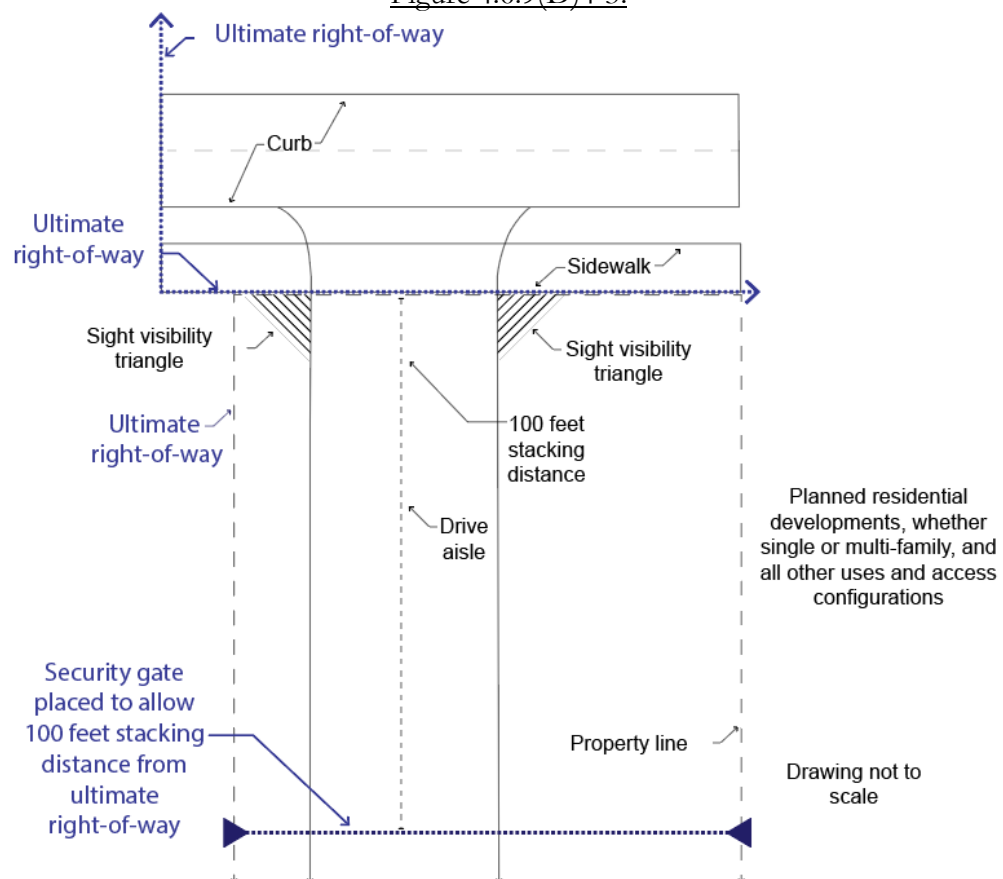 Figure
Ultimate right-of-way
Curb
Ultimate
right-of-way
Sidewalk
Sight visibility
triangle
Sight visibility
triangle
Ultimate
right-of-way
100 feet
stacking
distance
Drive
aisle
Planned residential
developments, whether
single or multi-family, and
all other uses and access
configurations
Security gate
placed to allow
100 feet stacking
distance from
ultimate
right-of-way
Property line
Drawing not to
scale